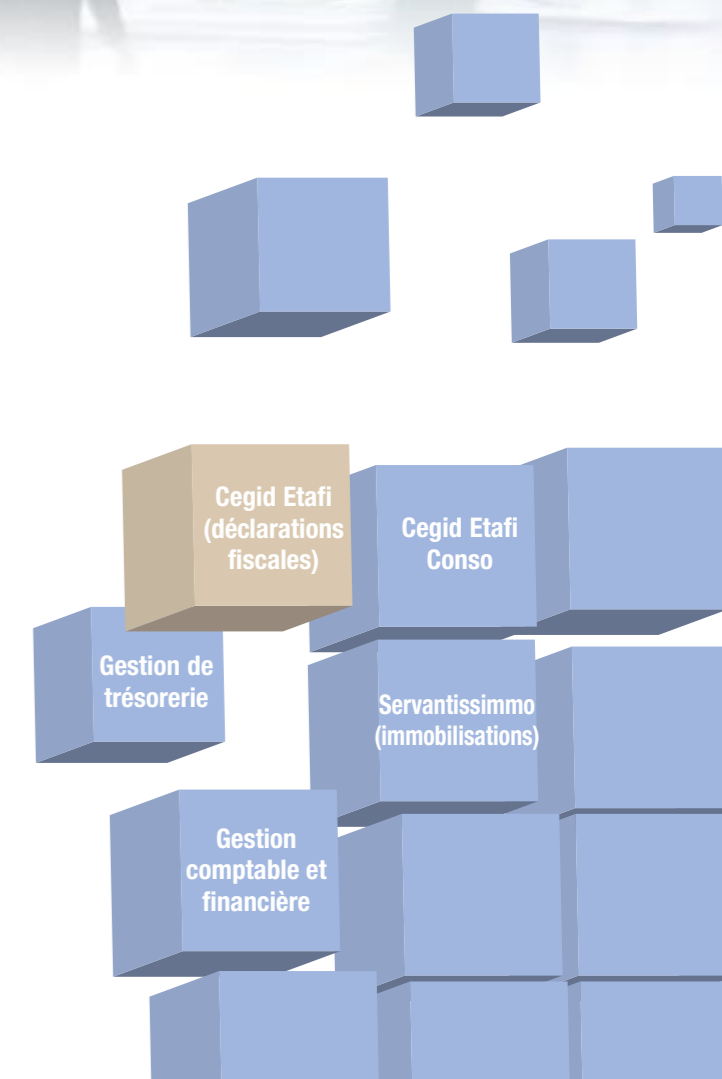 Cegid Etafi
(déclarations
fiscales)
Cegid Etafi
Conso
Gestion de
trésorerie
Servantissimmo
(immobilisations)
Gestion
comptable et
financière